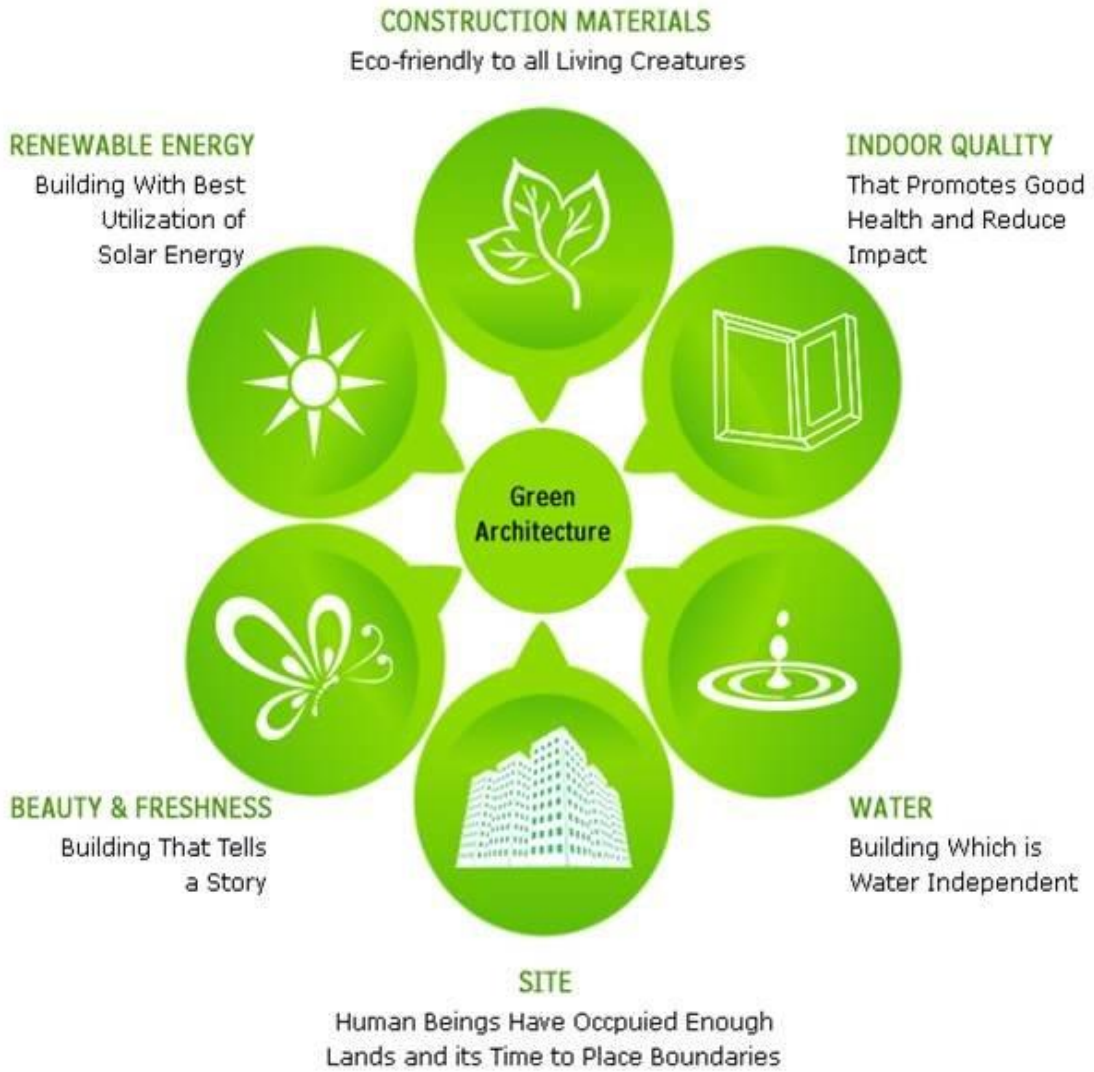 CONSTRUCTION MATERIALS
Eco-friendly to all Living Creatures
RENEWABLE ENERGY
Building With Best
Utilization of
Solar Energy
INDOOR QUALITY
That Promotes Good
Health and Reduce
Impact
Green
Architecture
BEAUTY & FRESHNESS
Building That Tells
a Story
WATER
Building Which is
Water Independent
SITE
Human Beings Have Occpuied Enough
Lands and its Time to Place Boundaries